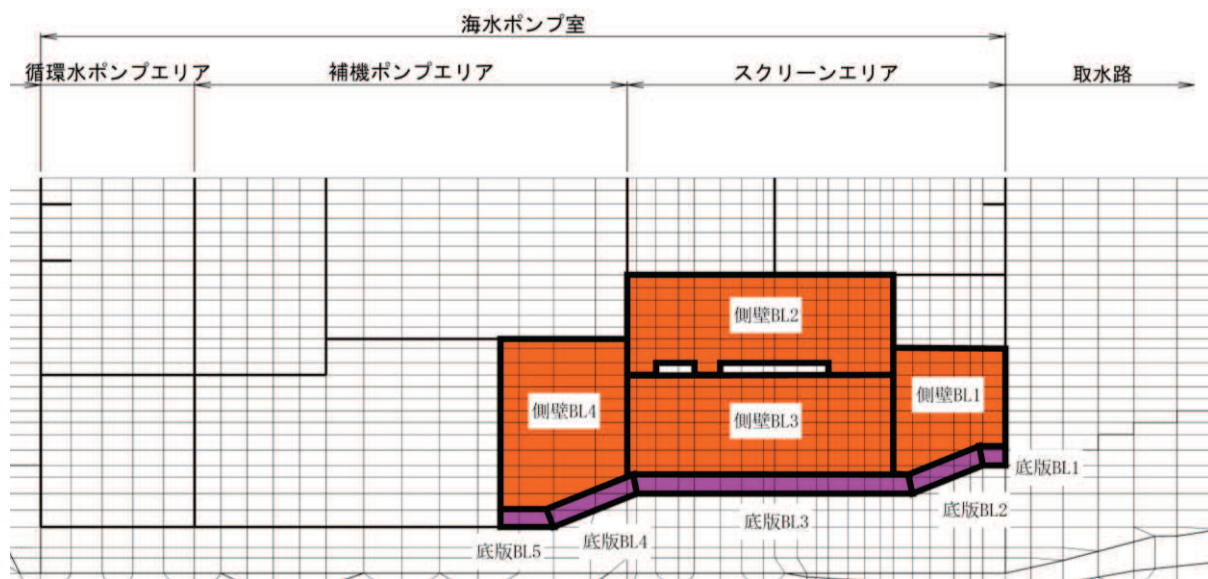 海水ポンプ室
循環水ポンプエリア
補機ポンプエリア
スクリーンエリア
取水路
側壁BL2
側壁BL1
側壁BL4
側壁BL3
底版BL1
底版BL2
底版BL3
底版BL4
底版BL5